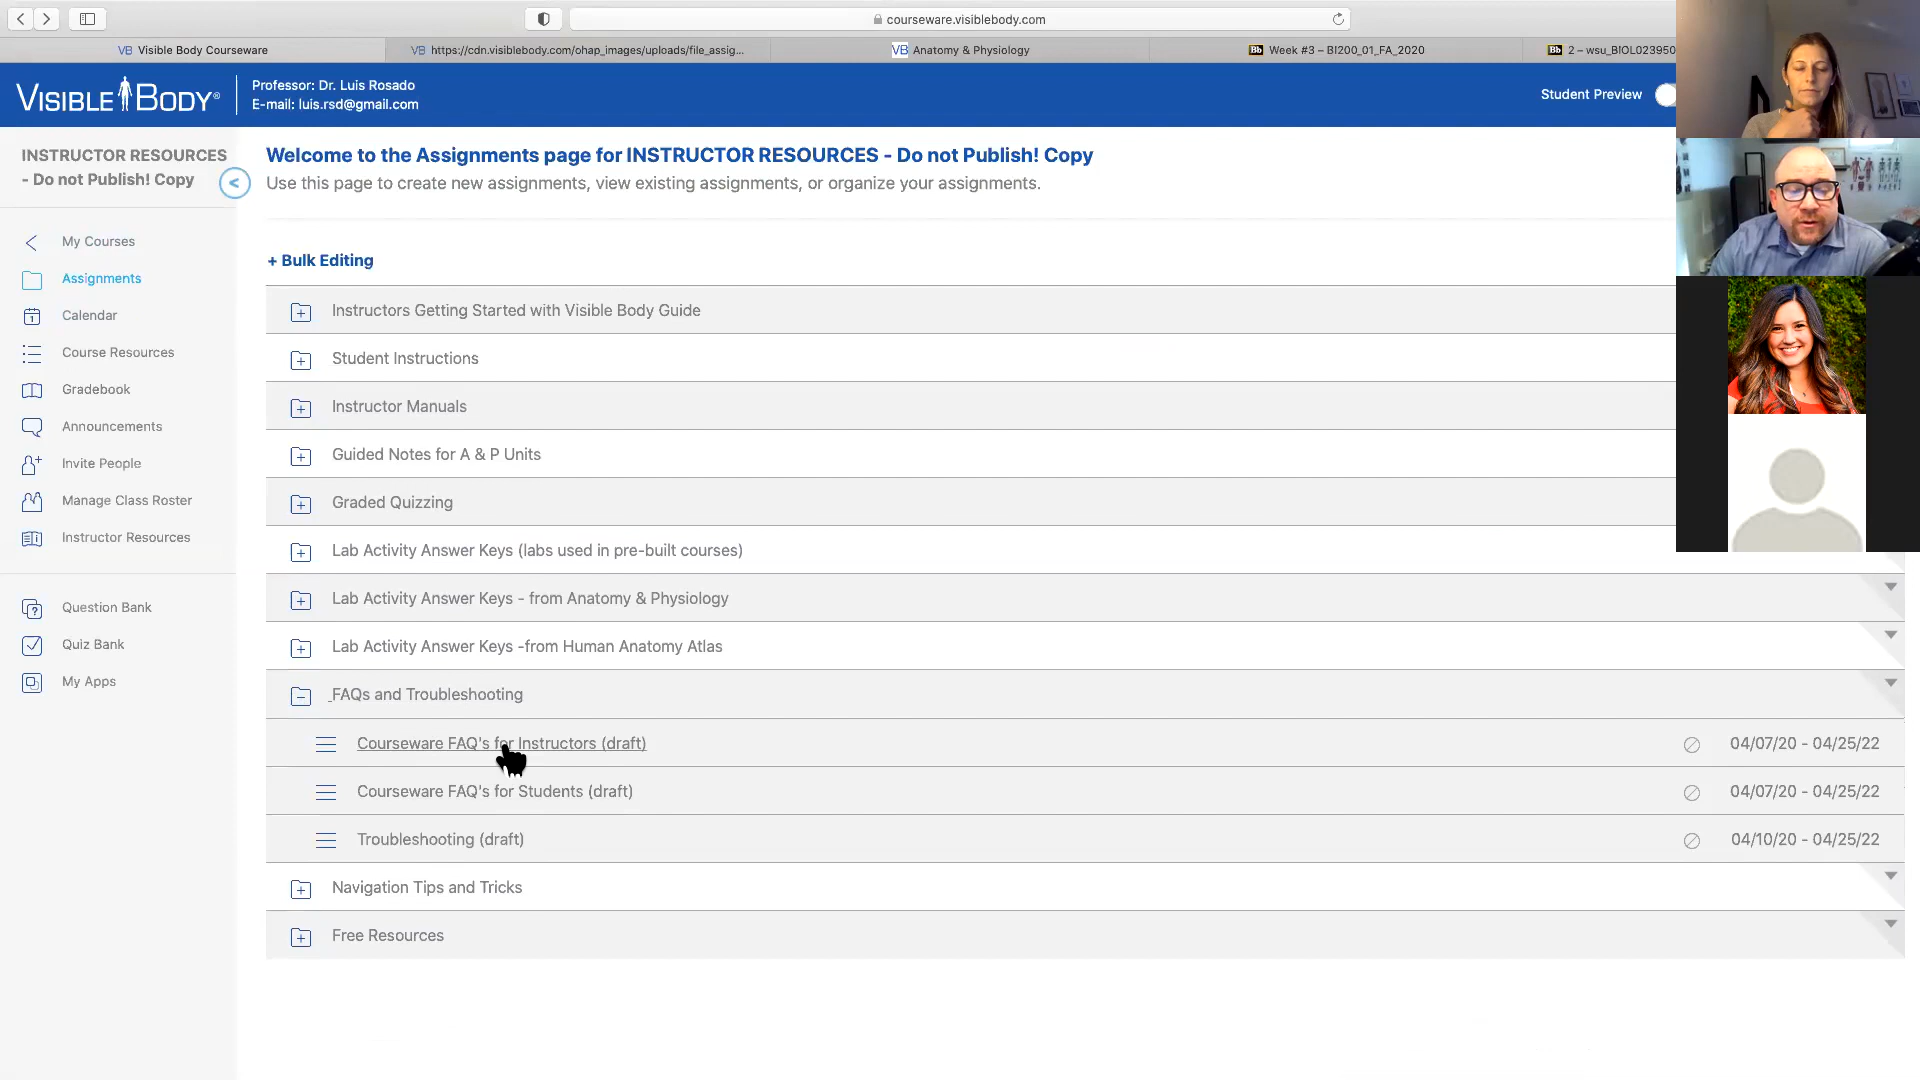 courseware.visiblebody.com
VB Visible Body Courseware
VB https://cdn.visiblebody.com/ohap_images/uploads/file_assig...
VB Anatomy & Physiology
Bb Week #3 – BI200_01_FA_2020
Bb 2 – wsu_BIOL023950
VISIBLE BODY®
Professor: Dr. Luis Rosado
E-mail: luis.rsd@gmail.com
Student Preview
INSTRUCTOR RESOURCES
- Do not Publish! Copy
<
My Courses
Assignments
1 Calendar
Course Resources
Gradebook
Announcements
Invite People
Manage Class Roster
Instructor Resources
Question Bank
Quiz Bank
My Apps
Welcome to the Assignments page for INSTRUCTOR RESOURCES - Do not Publish! Copy
Use this page to create new assignments, view existing assignments, or organize your assignments.
+ Bulk Editing
Instructors Getting Started with Visible Body Guide
Student Instructions
Instructor Manuals
Guided Notes for A & P Units
Graded Quizzing
Lab Activity Answer Keys (labs used in pre-built courses)
Lab Activity Answer Keys - from Anatomy & Physiology
Lab Activity Answer Keys -from Human Anatomy Atlas
FAQs and Troubleshooting
Courseware FAQ's for Instructors (draft) 04/07/20 - 04/25/22
Courseware FAQ's for Students (draft) 04/07/20 - 04/25/22
Troubleshooting (draft) 04/10/20 - 04/25/22
Navigation Tips and Tricks
Free Resources